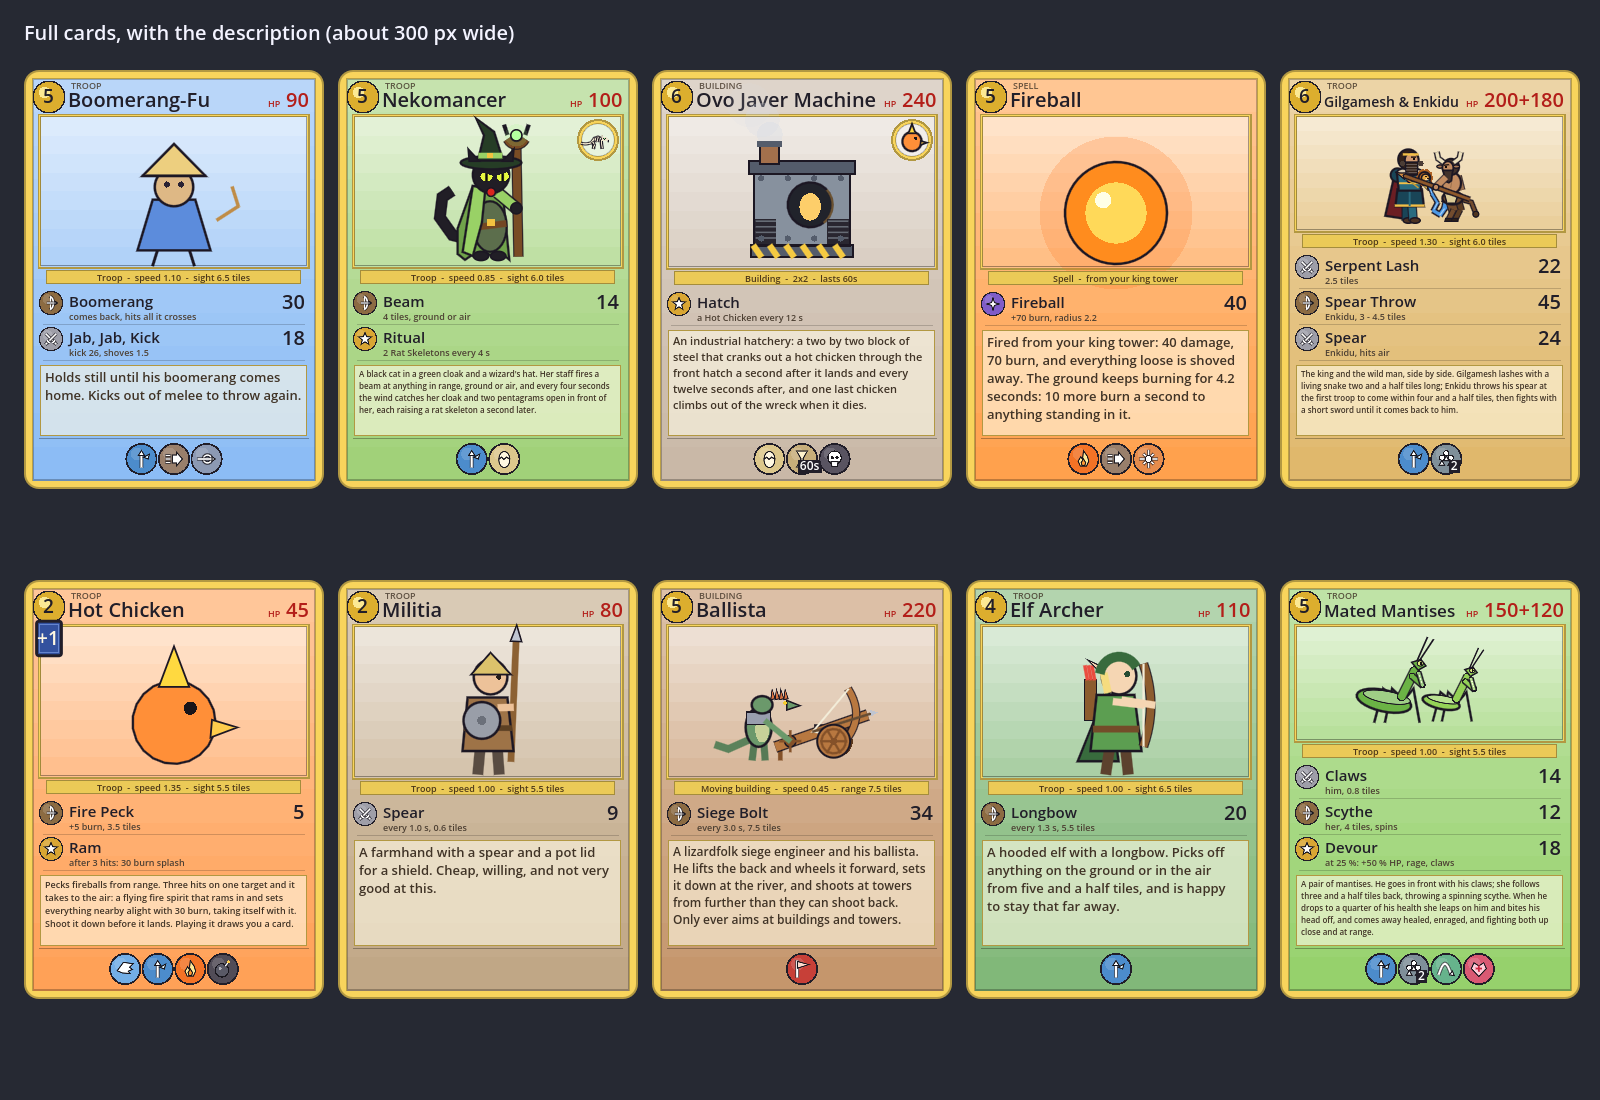 Full cards, with the description (about 300 px wide)
5
TROOP
Boomerang-Fu
HP 90
Troop - speed 1.10 - sight 6.5 tiles
Boomerang
30
comes back, hits all it crosses
Jab, Jab, Kick
18
kick 26, shoves 1.5
Holds still until his boomerang comes
home. Kicks out of melee to throw again.
5
TROOP
Nekomancer
HP 100
Troop - speed 0.85 - sight 6.0 tiles
Beam
14
4 tiles, ground or air
Ritual
2 Rat Skeletons every 4 s
A black cat in a green cloak and a wizard's hat. Her staff fires a
beam at anything in range, ground or air, and every four seconds
the wind catches her cloak and two pentagrams open in front of
her, each raising a rat skeleton a second later.
6
BUILDING
Ovo Javer Machine
HP 240
Building - 2x2 - lasts 60s
Hatch
a Hot Chicken every 12 s
An industrial hatchery: a two by two block of
steel that cranks out a hot chicken through the
front hatch a second after it lands and every
twelve seconds after, and one last chicken
climbs out of the wreck when it dies.
60s
5
SPELL
Fireball
Spell - from your king tower
Fireball
40
+70 burn, radius 2.2
Fired from your king tower: 40 damage,
70 burn, and everything loose is shoved
away. The ground keeps burning for 4.2
seconds: 10 more burn a second to
anything standing in it.
6
TROOP
Gilgamesh & Enkidu
HP 200+180
Troop - speed 1.30 - sight 6.0 tiles
Serpent Lash
22
2.5 tiles
Spear Throw
45
Enkidu, 3 - 4.5 tiles
Spear
24
Enkidu, hits air
The king and the wild man, side by side. Gilgamesh lashes with a
living snake two and a half tiles long; Enkidu throws his spear at
the first troop to come within four and a half tiles, then fights with
a short sword until it comes back to him.
2
2
TROOP
Hot Chicken
HP 45
+1
Troop - speed 1.35 - sight 5.5 tiles
Fire Peck
5
+5 burn, 3.5 tiles
Ram
after 3 hits: 30 burn splash
Pecks fireballs from range. Three hits on one target and it
takes to the air: a flying fire spirit that rams in and sets
everything nearby alight with 30 burn, taking itself with it.
Shoot it down before it lands. Playing it draws you a card.
2
TROOP
Militia
HP 80
Troop - speed 1.00 - sight 5.5 tiles
Spear
9
every 1.0 s, 0.6 tiles
A farmhand with a spear and a pot lid
for a shield. Cheap, willing, and not very
good at this.
5
BUILDING
Ballista
HP 220
Moving building - speed 0.45 - range 7.5 tiles
Siege Bolt
34
every 3.0 s, 7.5 tiles
A lizardfolk siege engineer and his ballista.
He lifts the back and wheels it forward, sets
it down at the river, and shoots at towers
from further than they can shoot back.
Only ever aims at buildings and towers.
4
TROOP
Elf Archer
HP 110
Troop - speed 1.00 - sight 6.5 tiles
Longbow
20
every 1.3 s, 5.5 tiles
A hooded elf with a longbow. Picks off
anything on the ground or in the air
from five and a half tiles, and is happy
to stay that far away.
5
TROOP
Mated Mantises
HP 150+120
Troop - speed 1.00 - sight 5.5 tiles
Claws
14
him, 0.8 tiles
Scythe
12
her, 4 tiles, spins
Devour
18
at 25 %: +50 % HP, rage, claws
A pair of mantises. He goes in front with his claws; she follows
three and a half tiles back, throwing a spinning scythe. When he
drops to a quarter of his health she leaps on him and bites his
head off, and comes away healed, enraged, and fighting both up
close and at range.
2